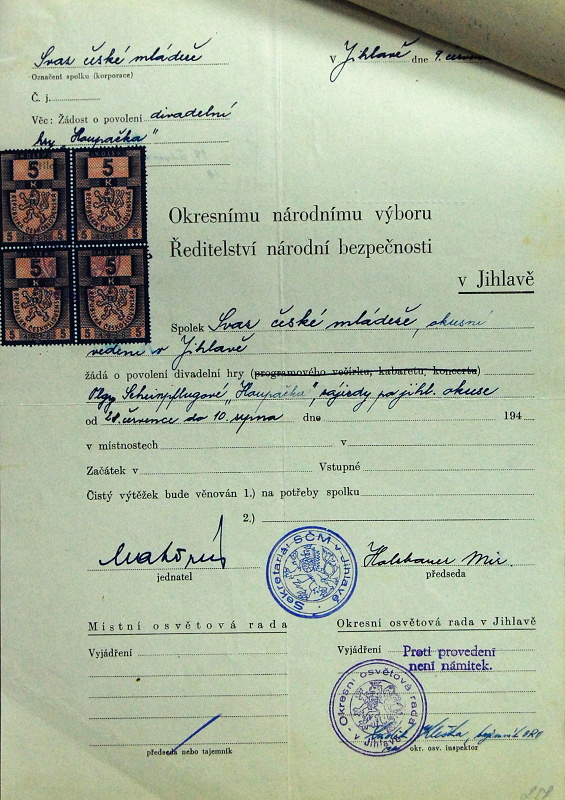 Svaz české mládeže
V Jihlavě dne 9.
Označení spolku (korporace)
Č. j.
Věc: Žádost o povolení divadelní
hry „Houpačka“
5
K
5
K
5
K
5
K
Okresnímu národnímu výboru
Ředitelství národní bezpečnosti
v Jihlavě
Spolek Svaz české mládeže, okresní
vedení v Jihlavě
žádá o povolení divadelní hry (programového večírku, kabaretu, koncertu)
Olgy Scheinpflugové „Houpačka“, zájezdy po jihl. okrese
od 28. července do 10. srpna dne 194
v místnostech v
Začátek v Vstupné
Čistý výtěžek bude věnován 1.) na potřeby spolku
2.)
Sekretariát SČM v Jihlavě
jednatel
předseda
Místní osvětová rada
Okresní osvětová rada v Jihlavě
Vyjádření
Vyjádření
Proti provedení
není námitek.
Okresní osvětová rada
v Jihlavě
předseda nebo tajemník
okr. osv. inspektor